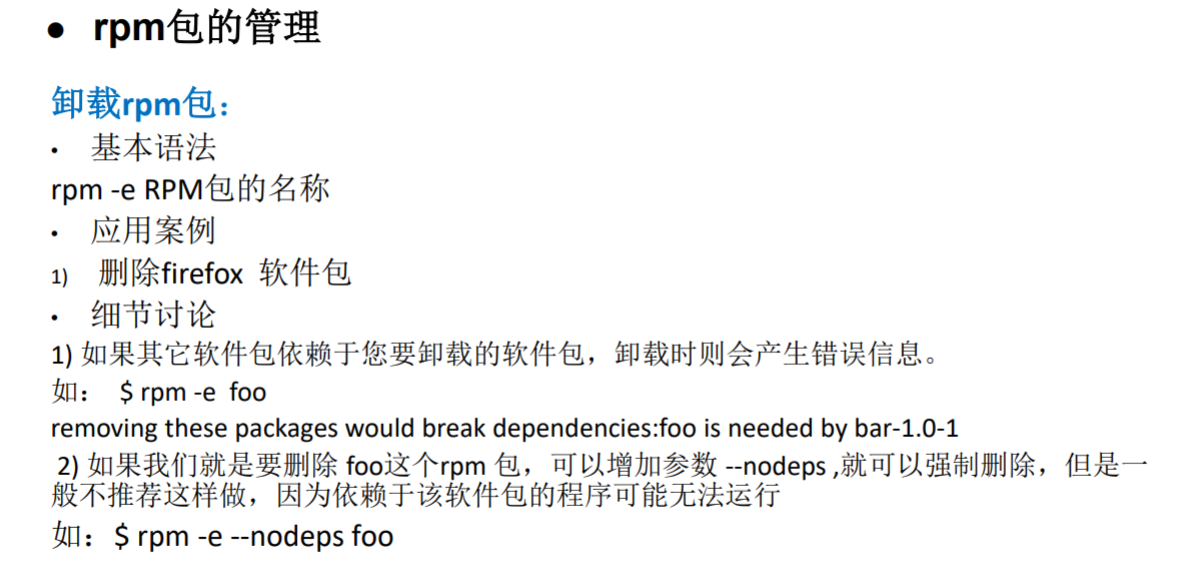 ● rpm包的管理
卸载rpm包：
• 基本语法
rpm -e RPM包的名称
• 应用案例
1) 删除firefox 软件包
• 细节讨论
1) 如果其它软件包依赖于您要卸载的软件包，卸载时则会产生错误信息。
如： $ rpm -e foo
removing these packages would break dependencies:foo is needed by bar-1.0-1
2) 如果我们就是要删除 foo这个rpm 包，可以增加参数 --nodeps ,就可以强制删除，但是一
般不推荐这样做，因为依赖于该软件包的程序可能无法运行
如：$ rpm -e --nodeps foo